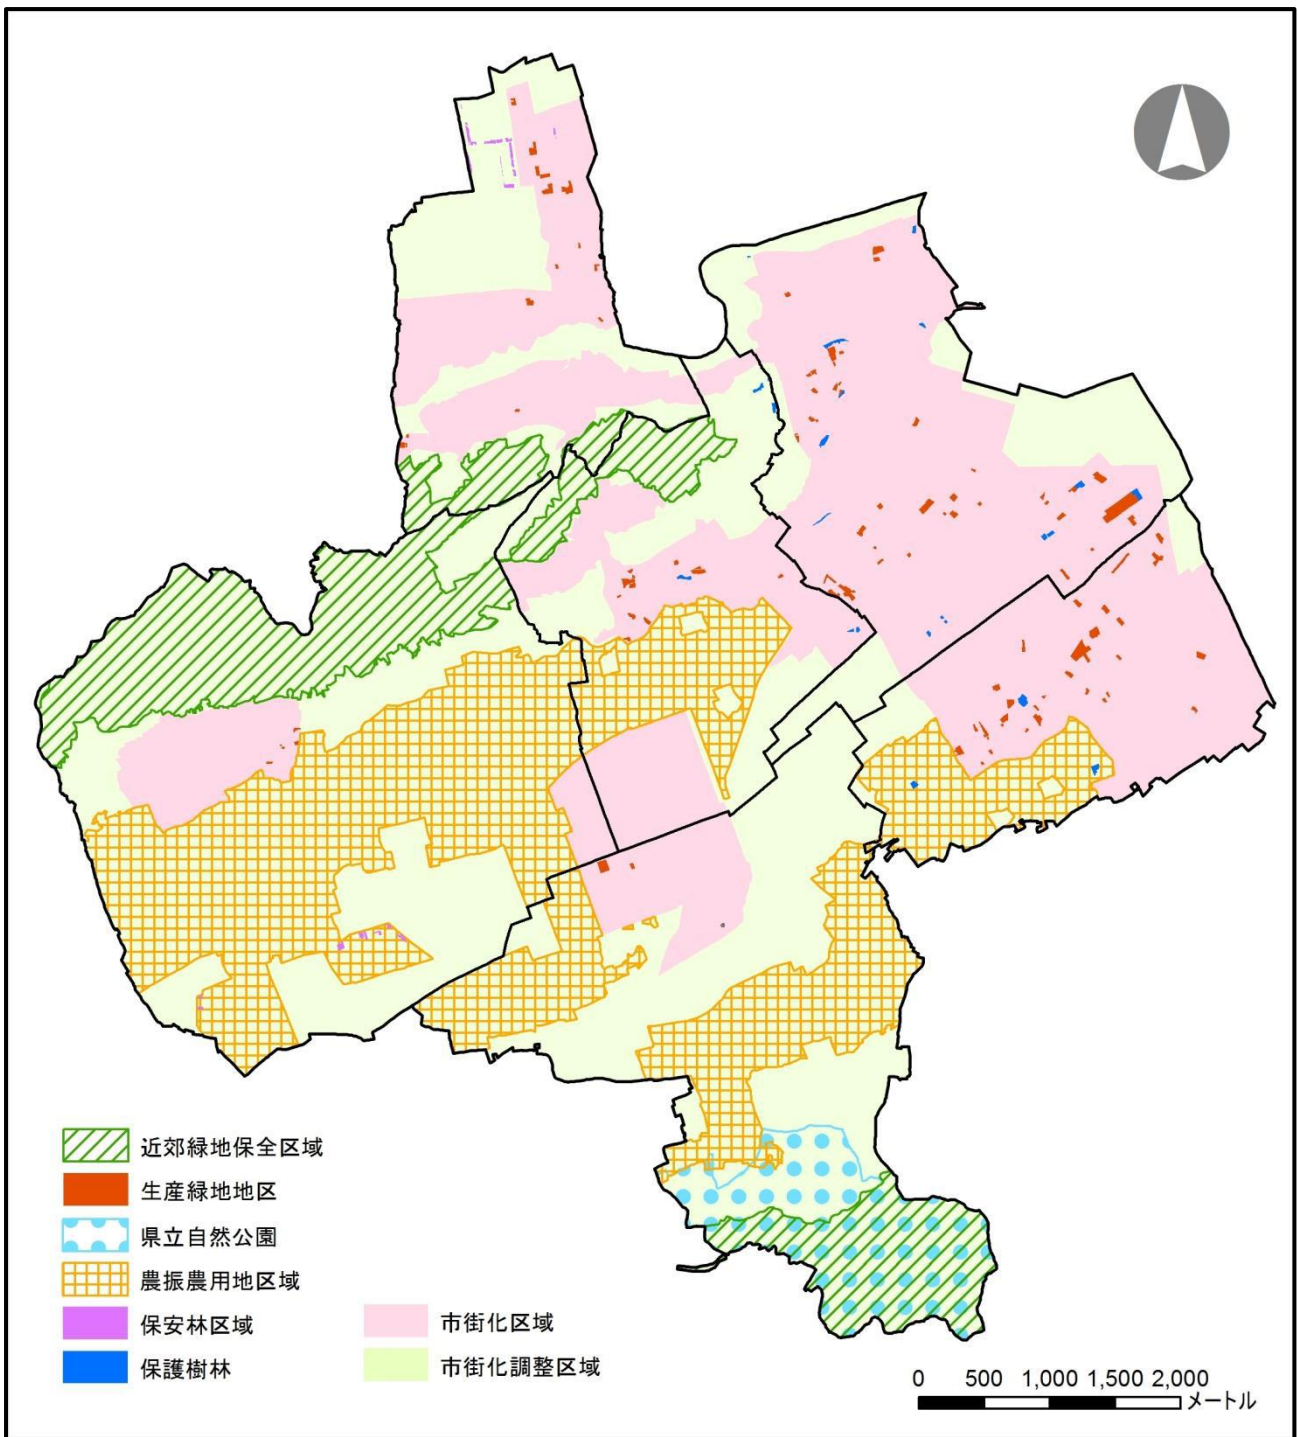 近郊緑地保全区域
生産緑地地区
県立自然公園
農振農用地区域
保安林区域
保護樹林
市街化区域
市街化調整区域
0 500 1,000 1,500 2,000
メートル